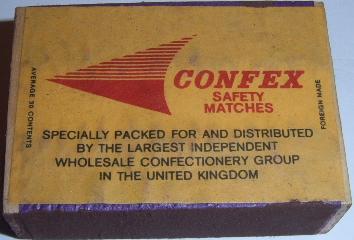 CONFEX
SAFETY
MATCHES
AVERAGE 30 CONTENTS
FOREIGN MADE
SPECIALLY PACKED FOR AND DISTRIBUTED
BY THE LARGEST INDEPENDENT
WHOLESALE CONFECTIONERY GROUP
IN THE UNITED KINGDOM